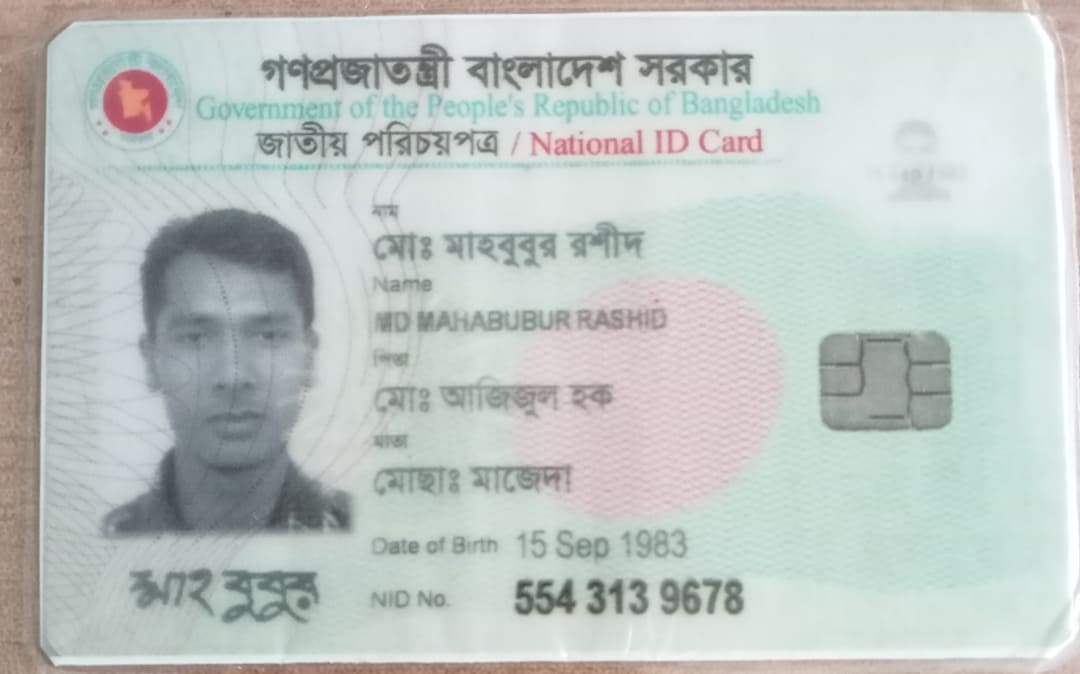 গণপ্রজাতন্ত্রী বাংলাদেশ সরকার
Government of the People's Republic of Bangladesh
জাতীয় পরিচয়পত্র / National ID Card
নাম
মোঃ মাহবুবুর রশীদ
Name
MD MAHABUBUR RASHID
পিতা
মোঃ আজিজুল হক
মাতা
মোছাঃ মাজেদা
Date of Birth 15 Sep 1983
NID No. 554 313 9678
মাহবুবুর